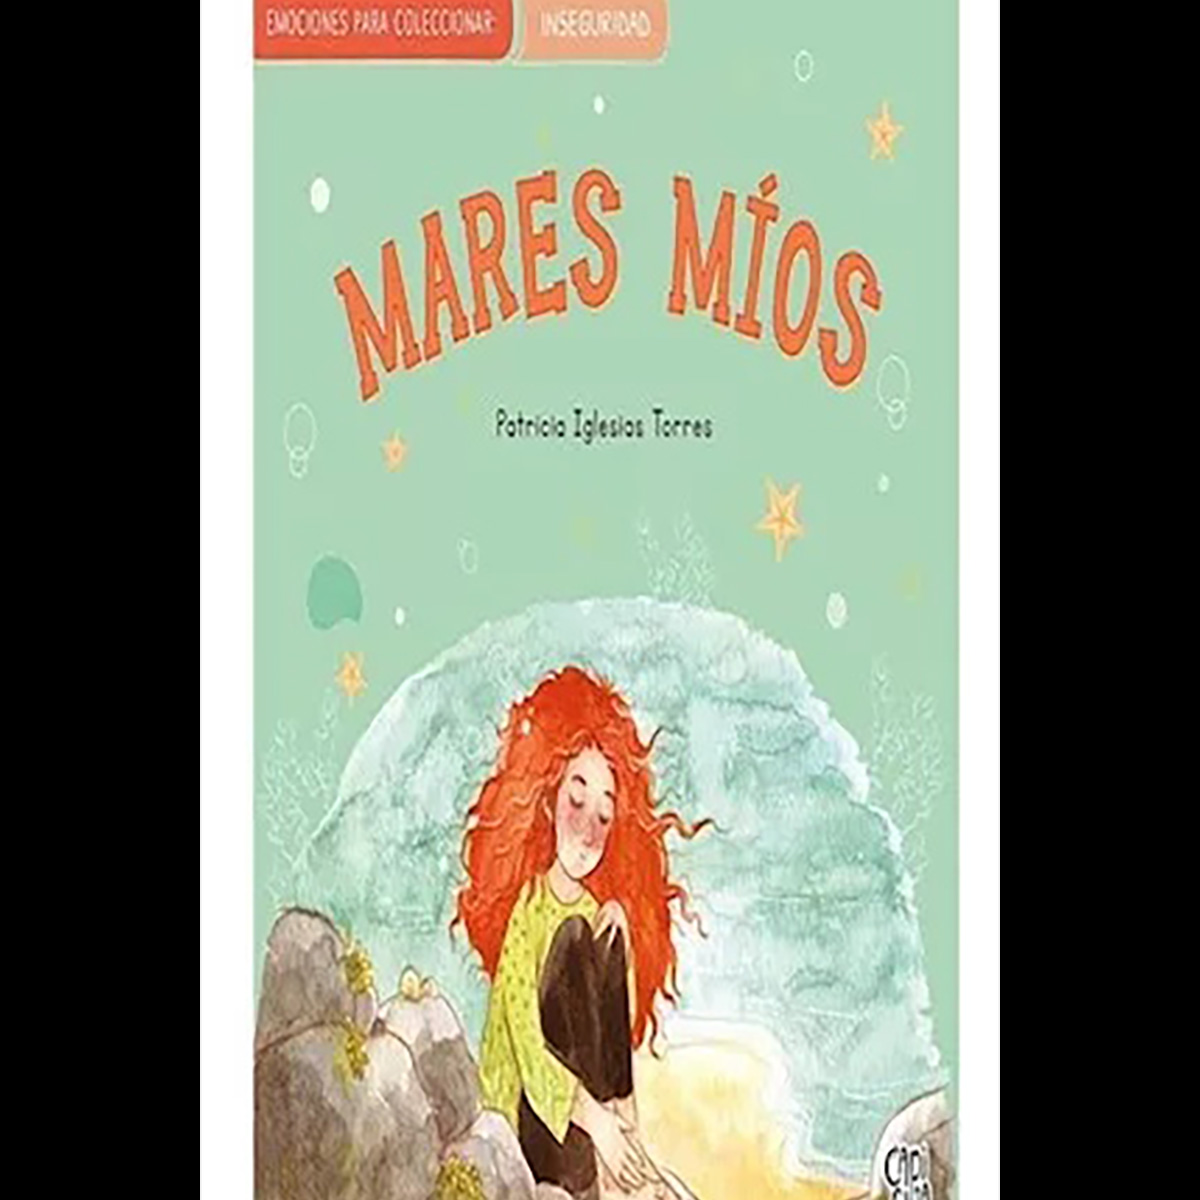 EMOCIONES PARA COLECCIONAR: INSEGURIDAD
MARES MÍOS
Patricia Iglesias Torres